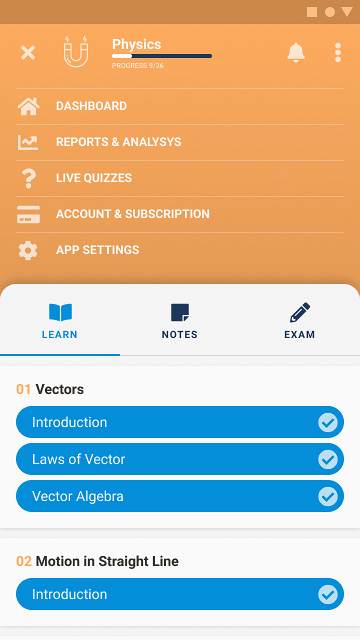 Physics
PROGRESS 9/36
DASHBOARD
REPORTS & ANALYSYS
LIVE QUIZZES
ACCOUNT & SUBSCRIPTION
APP SETTINGS
LEARN NOTES EXAM
01 Vectors
Introduction
Laws of Vector
Vector Algebra
02 Motion in Straight Line
Introduction